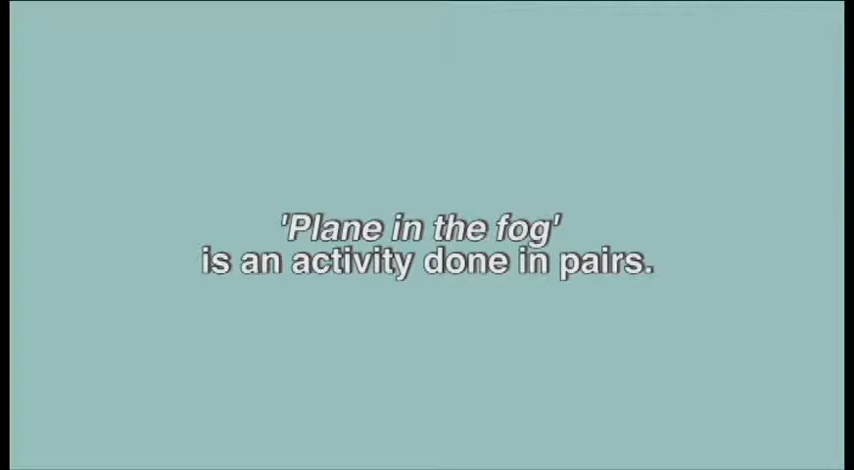 'Plane in the fog'
is an activity done in pairs.